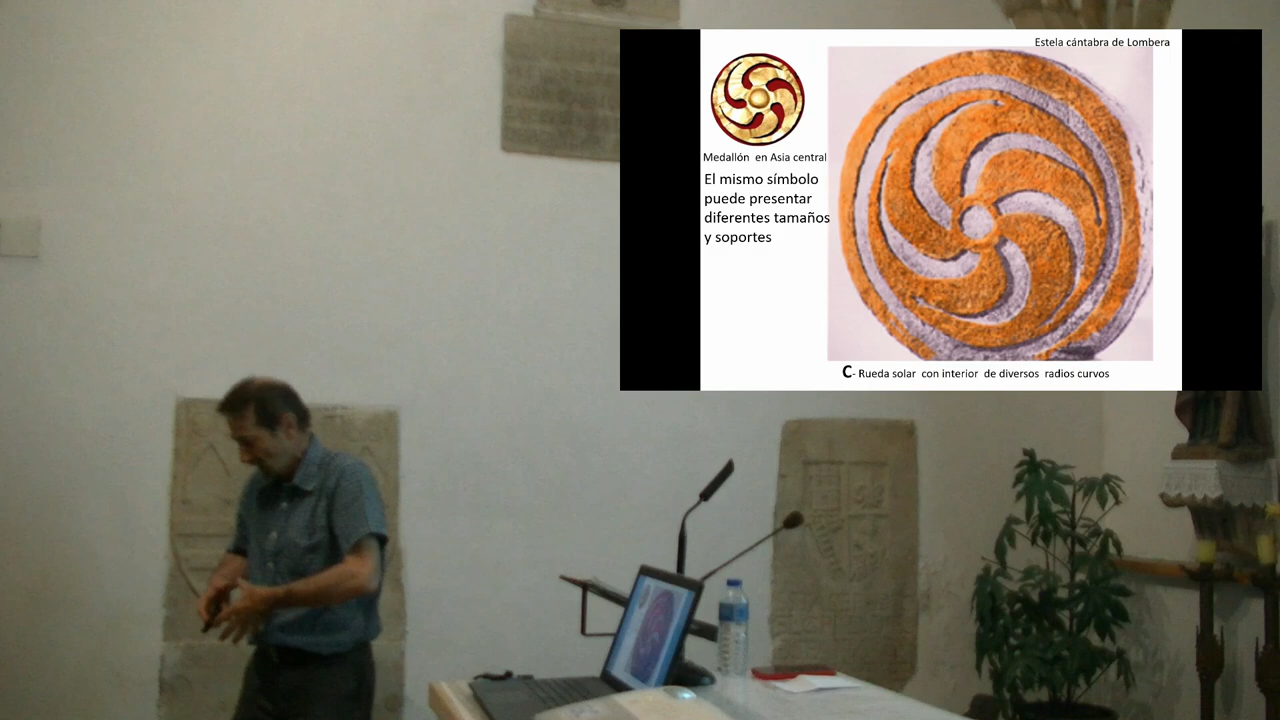 Estela cántabra de Lombera
Medallón en Asia central
El mismo símbolo
puede presentar
diferentes tamaños
y soportes
C- Rueda solar con interior de diversos radios curvos